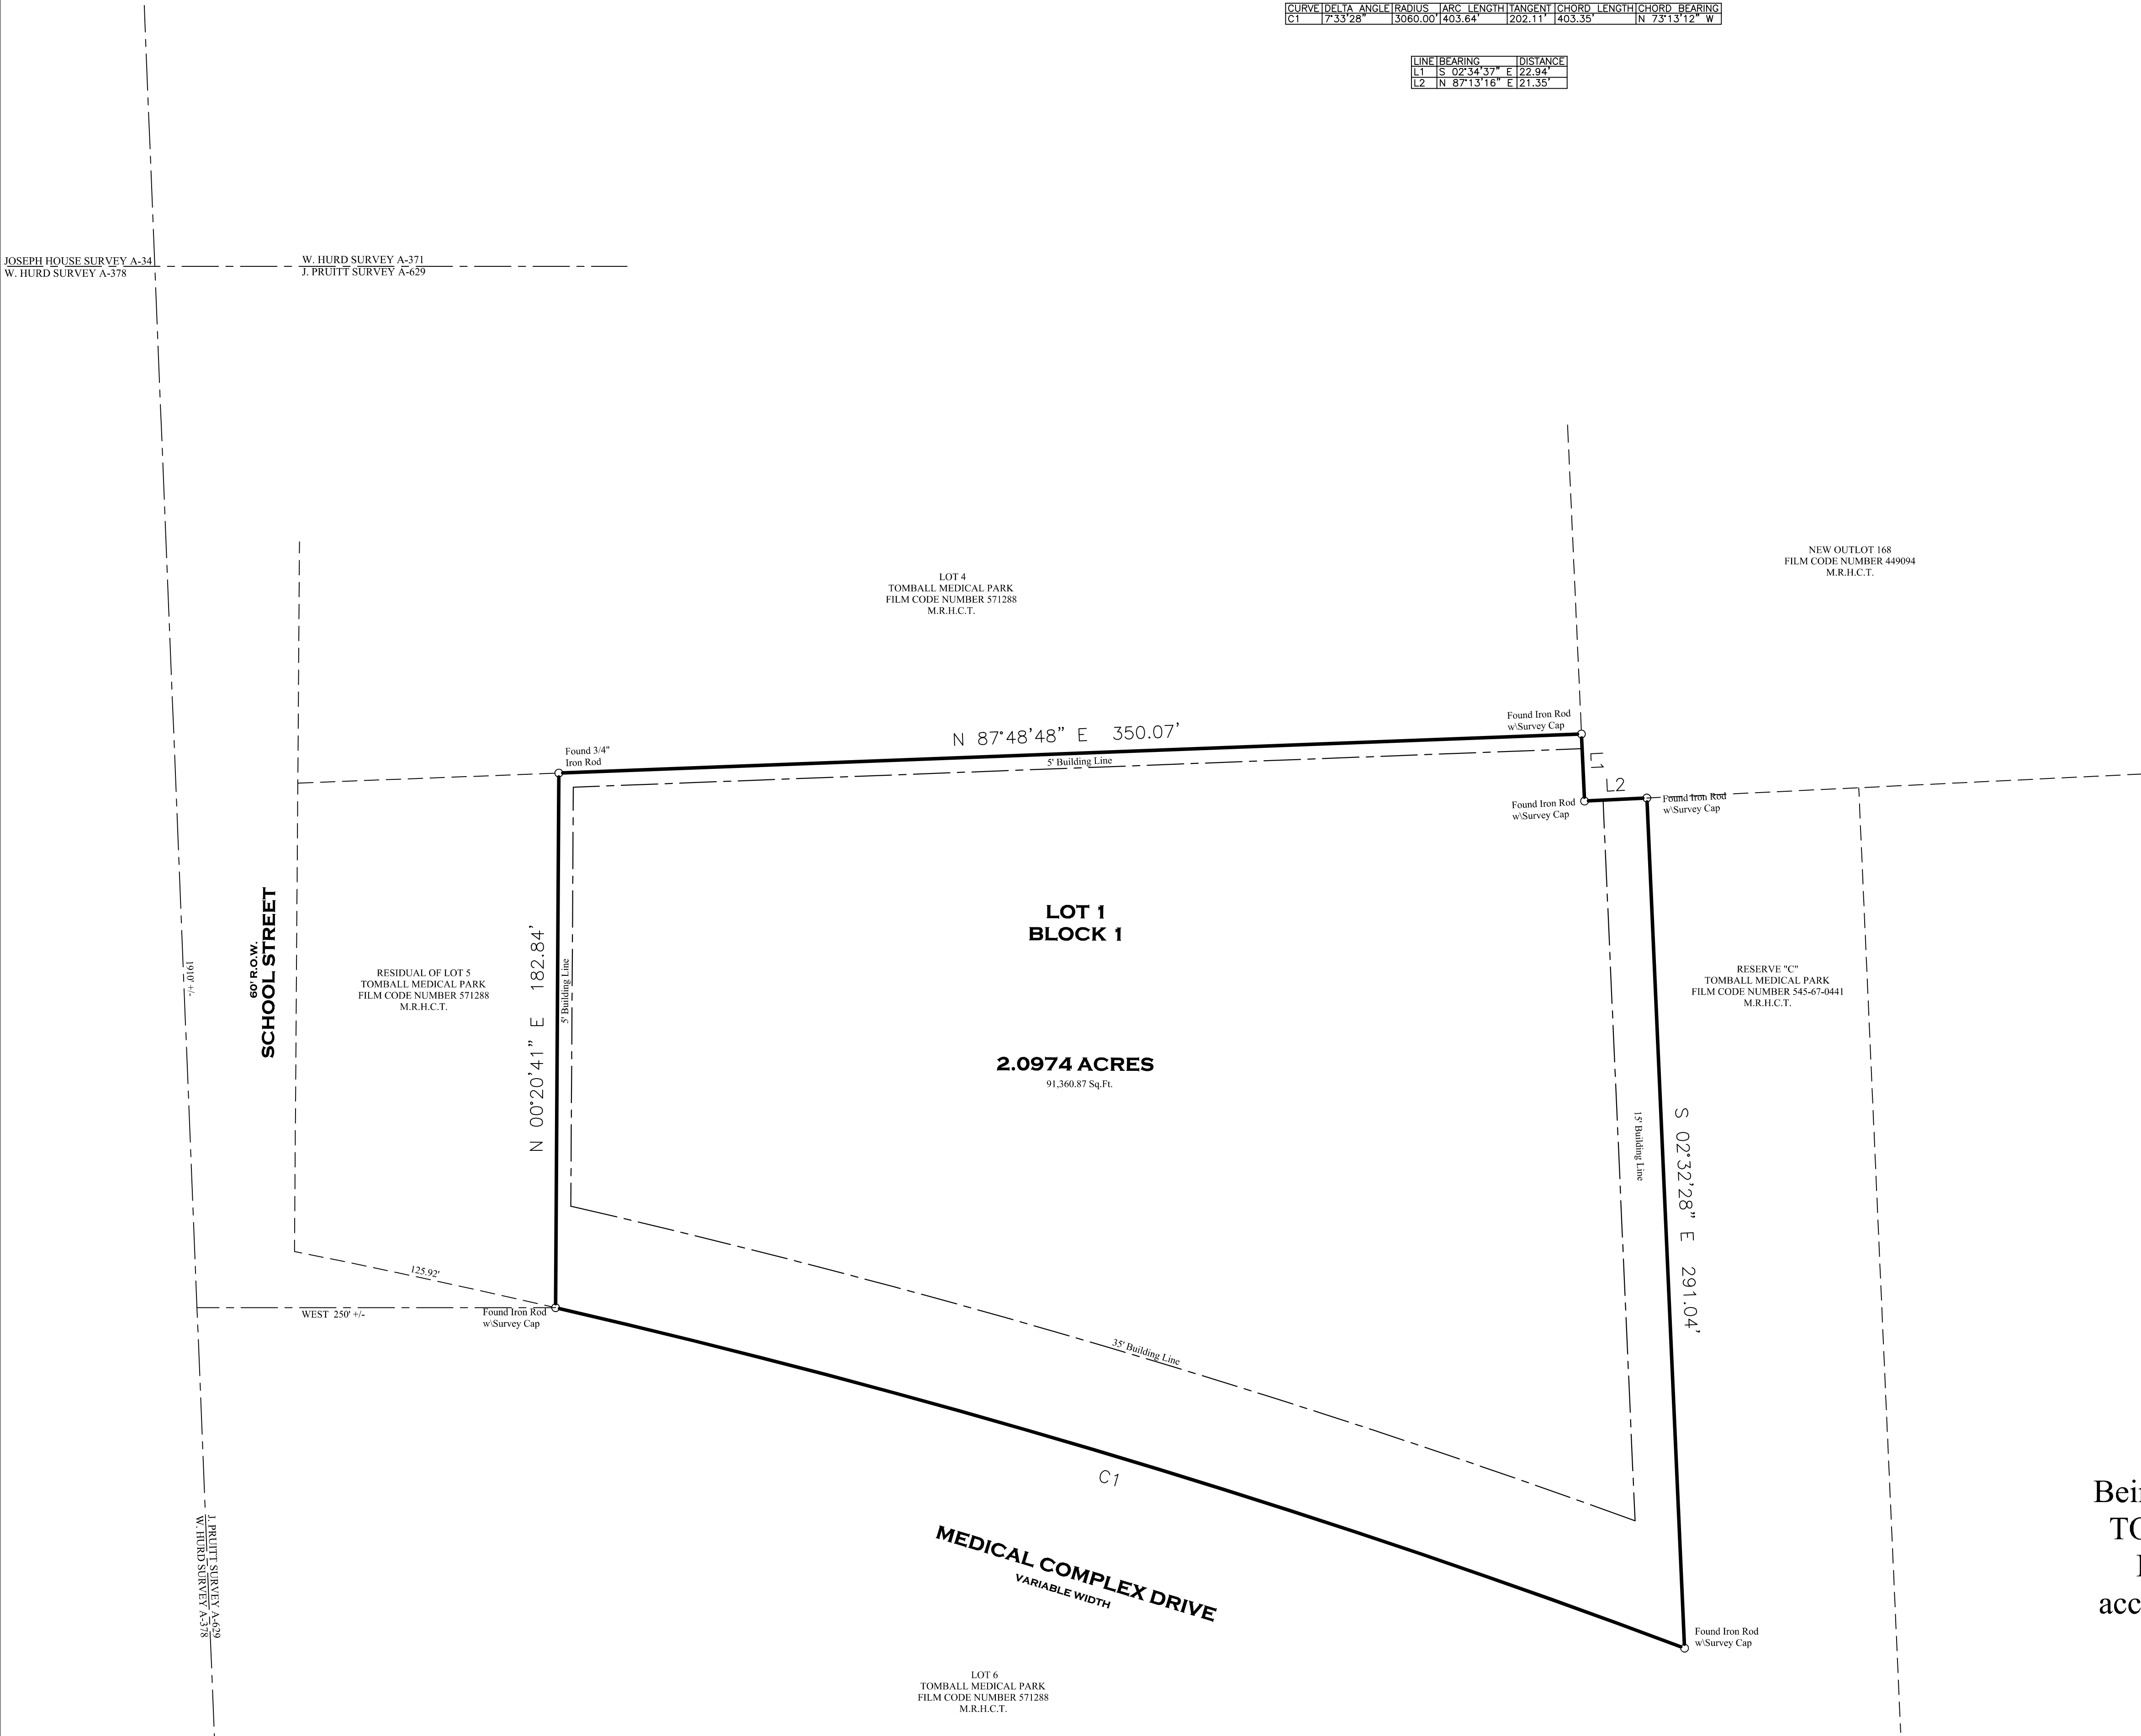 CURVE DELTA ANGLE RADIUS ARC LENGTH TANGENT CHORD LENGTH CHORD BEARING
C1 7°33'28" 3060.00' 403.64' 202.11' 403.35' N 73°13'12" W
LINE BEARING DISTANCE
L1 S 02°34'37" E 22.94'
L2 N 87°13'16" E 21.35'
JOSEPH HOUSE SURVEY A-34
W. HURD SURVEY A-378
W. HURD SURVEY A-371
J. PRUITT SURVEY A-629
LOT 4
TOMBALL MEDICAL PARK
FILM CODE NUMBER 571288
M.R.H.C.T.
NEW OUTLOT 168
FILM CODE NUMBER 449094
M.R.H.C.T.
N 87°48'48" E 350.07'
Found Iron Rod
w\Survey Cap
Found 3/4"
Iron Rod
5' Building Line
L1
L2
Found Iron Rod
w\Survey Cap
Found Iron Rod
w\Survey Cap
LOT 1
BLOCK 1
2.0974 ACRES
91,360.87 Sq.Ft.
1910' +/-
60' R.O.W.
SCHOOL STREET
RESIDUAL OF LOT 5
TOMBALL MEDICAL PARK
FILM CODE NUMBER 571288
M.R.H.C.T.
N 00°20'41" E 182.84'
5' Building Line
RESERVE "C"
TOMBALL MEDICAL PARK
FILM CODE NUMBER 545-67-0441
M.R.H.C.T.
15' Building Line
S 02°32'28" E 291.04'
125.92'
WEST 250' +/-
Found Iron Rod
w\Survey Cap
35' Building Line
C1
MEDICAL COMPLEX DRIVE
VARIABLE WIDTH
J. PRUITT SURVEY A-629
W. HURD SURVEY A-378
Found Iron Rod
w\Survey Cap
LOT 6
TOMBALL MEDICAL PARK
FILM CODE NUMBER 571288
M.R.H.C.T.
Bei
TO
acc